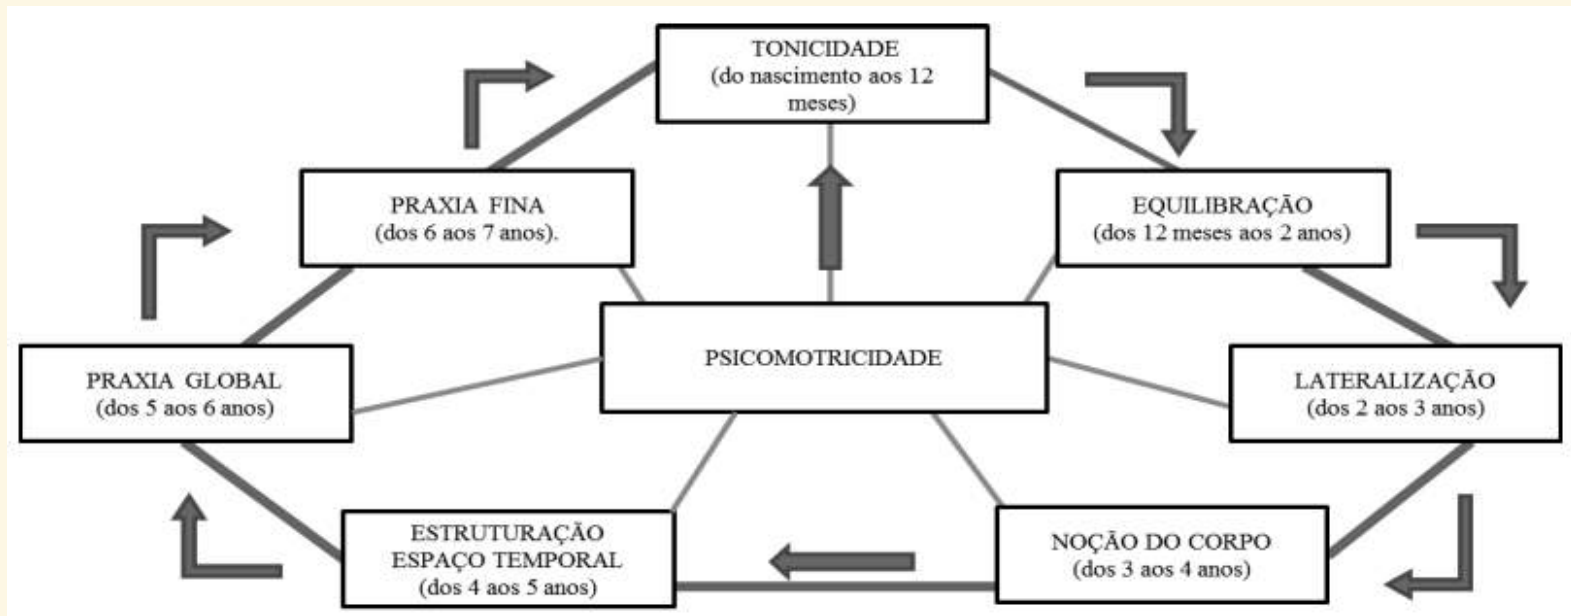 TONICIDADE
(do nascimento aos 12
meses)
PRAXIA FINA
(dos 6 aos 7 anos).
EQUILIBRAÇÃO
(dos 12 meses aos 2 anos)
PSICOMOTRICIDADE
PRAXIA GLOBAL
(dos 5 aos 6 anos)
LATERALIZAÇÃO
(dos 2 aos 3 anos)
ESTRUTURAÇÃO
ESPAÇO TEMPORAL
(dos 4 aos 5 anos)
NOÇÃO DO CORPO
(dos 3 aos 4 anos)